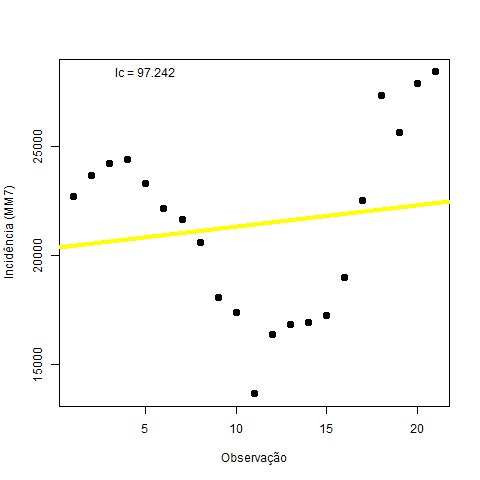 Ic = 97.242
Incidência (MM7)
25000
20000
15000
5
10
15
20
Observação